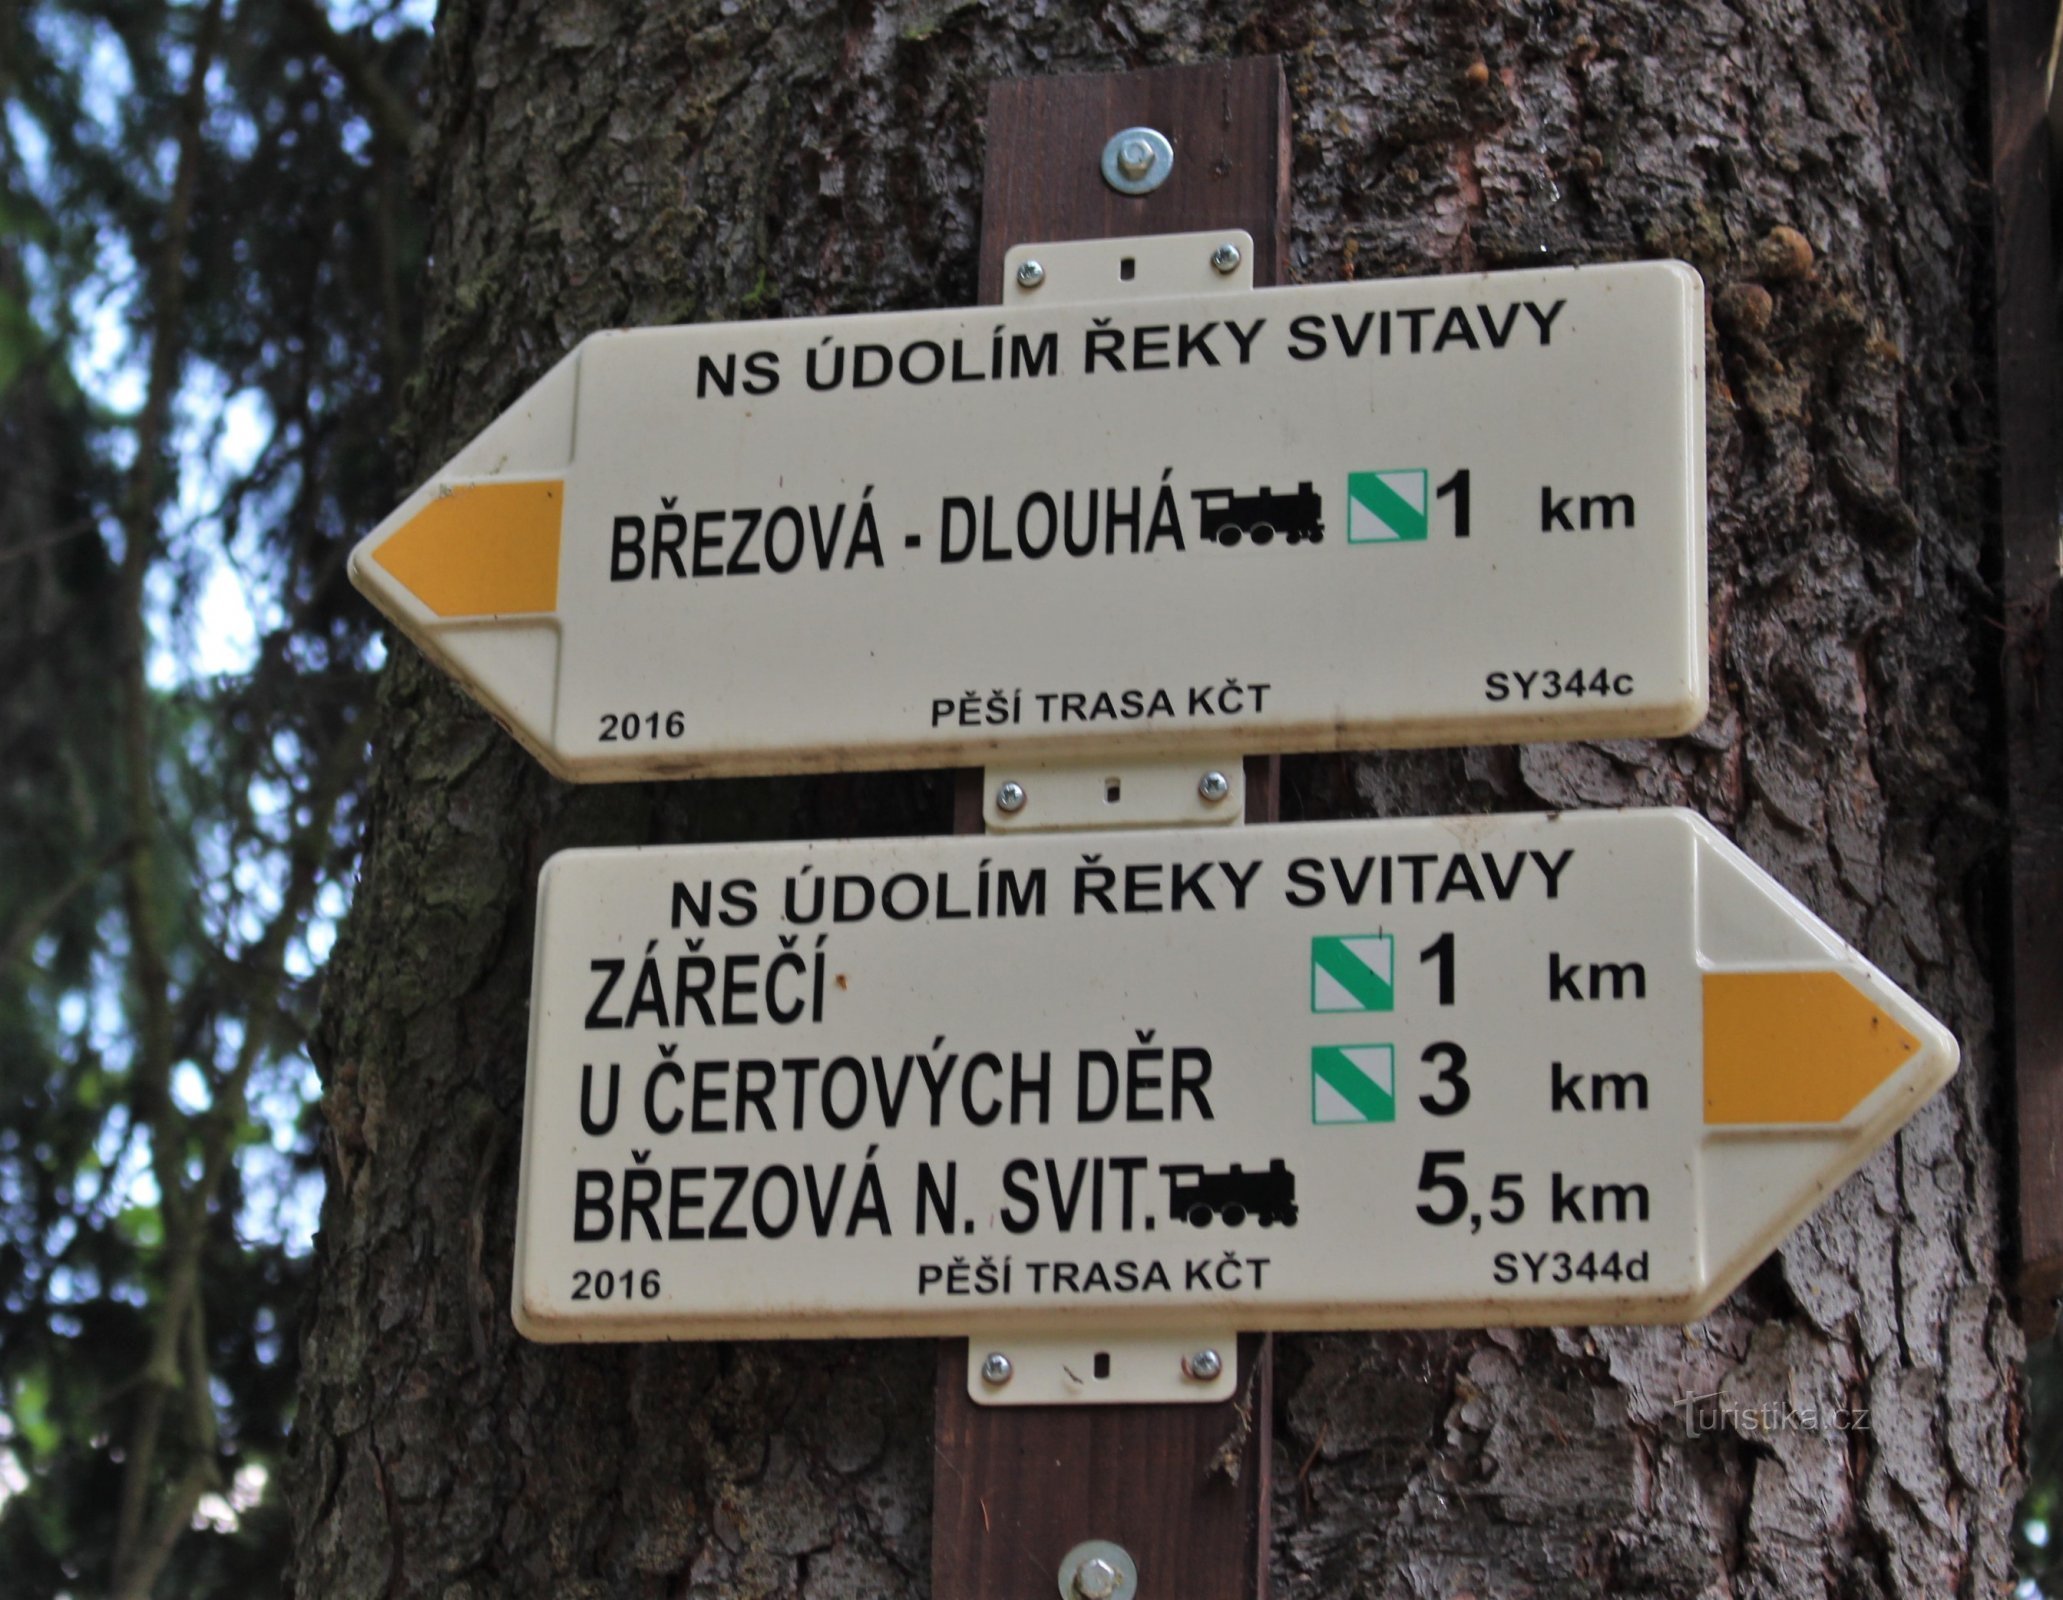 NS ÚDOLÍM ŘEKY SVITAVY
BŘEZOVÁ - DLOUHÁ 1 km
2016 PĚŠÍ TRASA KČT SY344c
NS ÚDOLÍM ŘEKY SVITAVY
ZÁŘEČÍ 1 km
U ČERTOVÝCH DĚR 3 km
BŘEZOVÁ N. SVIT. 5,5 km
2016 PĚŠÍ TRASA KČT SY344d
Turistika.cz